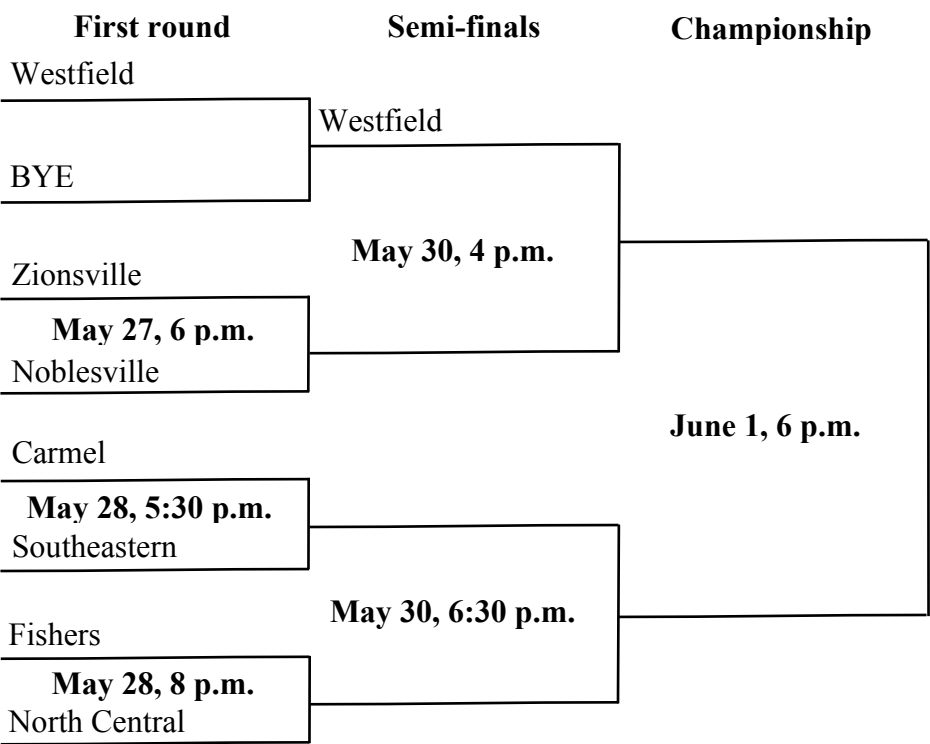 First round
Semi-finals
Championship
Westfield
BYE
Westfield
Zionsville
May 27, 6 p.m.
Noblesville
May 30, 4 p.m.
Carmel
May 28, 5:30 p.m.
Southeastern
Fishers
May 28, 8 p.m.
North Central
May 30, 6:30 p.m.
June 1, 6 p.m.